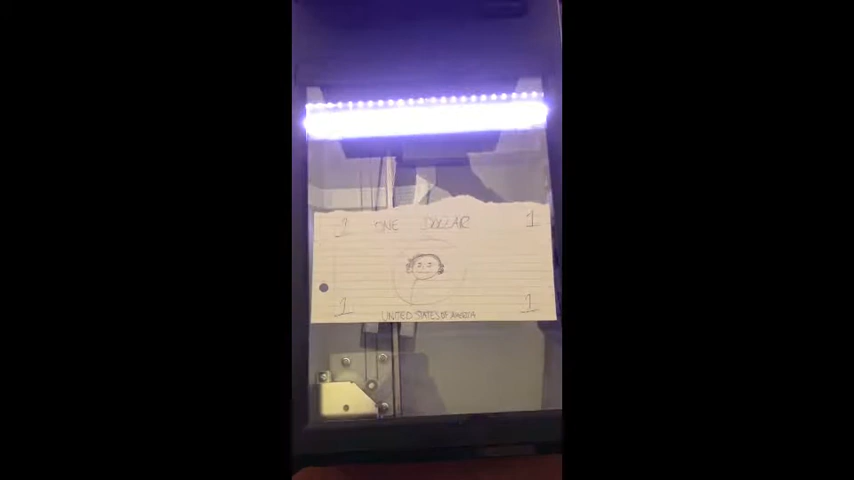 1 ONE DOLLAR 1
1 1
UNITED STATES OF AMERICA